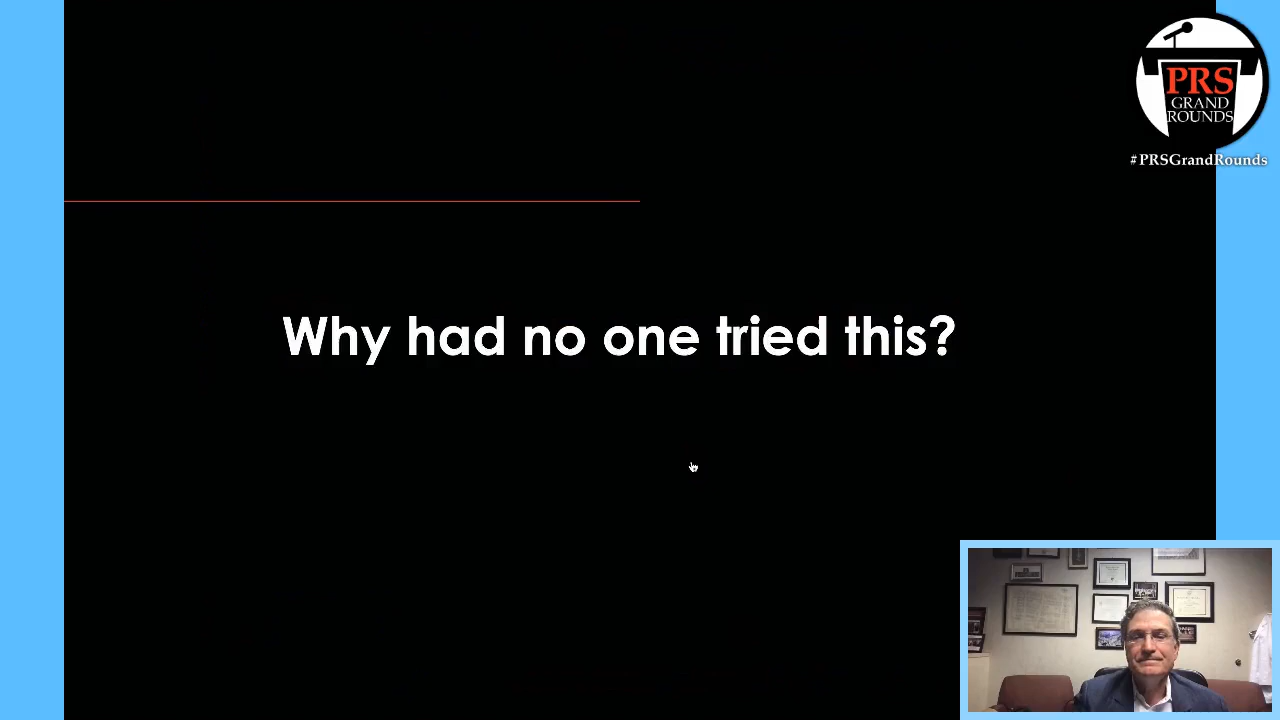 PRS
GRAND
ROUNDS
#PRSGrandRounds
Why had no one tried this?